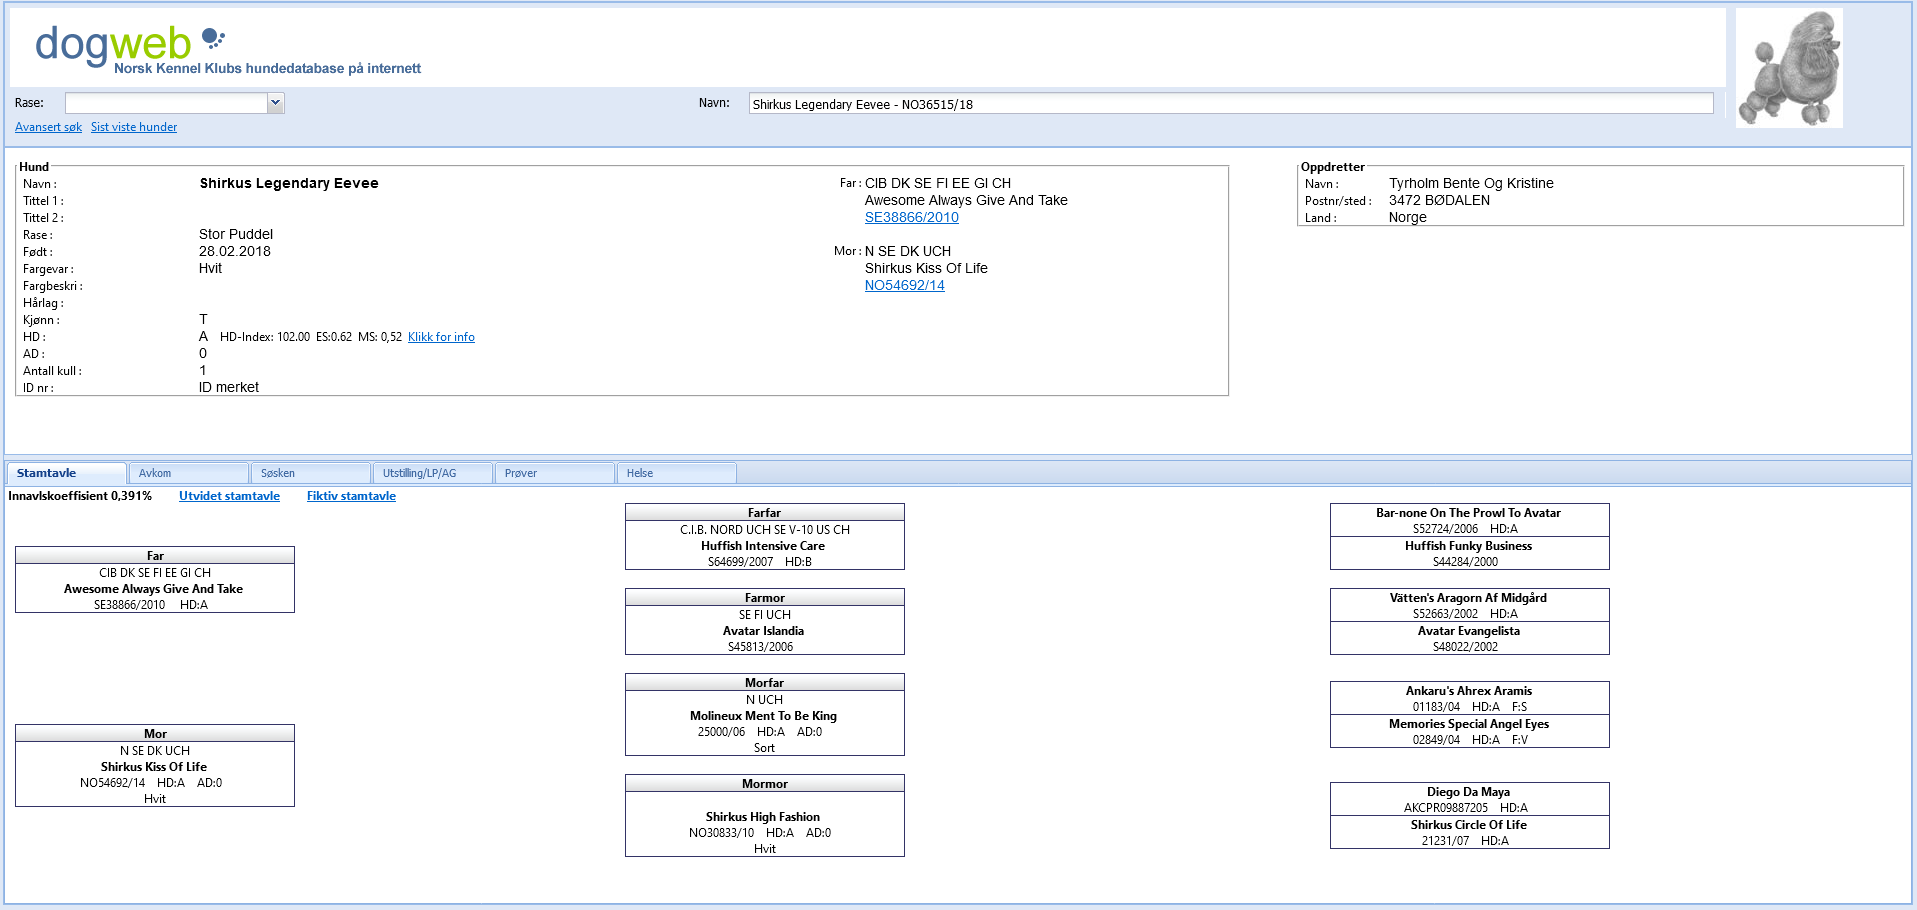 dogweb
Norsk Kennel Klubs hundedatabase på internett
Rase:
Navn: Shirkus Legendary Eevee - NO36515/18
Avansert søk Sist viste hunder
Hund
Navn : Shirkus Legendary Eevee
Tittel 1 :
Tittel 2 :
Rase : Stor Puddel
Født : 28.02.2018
Fargevar : Hvit
Fargbeskri :
Hårlag :
Kjønn : T
HD : A HD-Index: 102.00 ES:0.62 MS: 0,52 Klikk for info
AD : 0
Antall kull : 1
ID nr : ID merket
Far : CIB DK SE FI EE GI CH
Awesome Always Give And Take
SE38866/2010
Mor : N SE DK UCH
Shirkus Kiss Of Life
NO54692/14
Oppdretter
Navn : Tyrholm Bente Og Kristine
Postnr/sted : 3472 BØDALEN
Land : Norge
Stamtavle Avkom Søsken Utstilling/LP/AG Prøver Helse
Innavlskoeffisient 0,391% Utvidet stamtavle Fiktiv stamtavle
Far
CIB DK SE FI EE GI CH
Awesome Always Give And Take
SE38866/2010 HD:A
Mor
N SE DK UCH
Shirkus Kiss Of Life
NO54692/14 HD:A AD:0
Hvit
Farfar
C.I.B. NORD UCH SE V-10 US CH
Huffish Intensive Care
S64699/2007 HD:B
Farmor
SE FI UCH
Avatar Islandia
S45813/2006
Morfar
N UCH
Molineux Ment To Be King
25000/06 HD:A AD:0
Sort
Mormor
Shirkus High Fashion
NO30833/10 HD:A AD:0
Hvit
Bar-none On The Prowl To Avatar
S52724/2006 HD:A
Huffish Funky Business
S44284/2000
Vätten's Aragorn Af Midgård
S52663/2002 HD:A
Avatar Evangelista
S48022/2002
Ankaru's Ahrex Aramis
01183/04 HD:A F:S
Memories Special Angel Eyes
02849/04 HD:A F:V
Diego Da Maya
AKCPR09887205 HD:A
Shirkus Circle Of Life
21231/07 HD:A